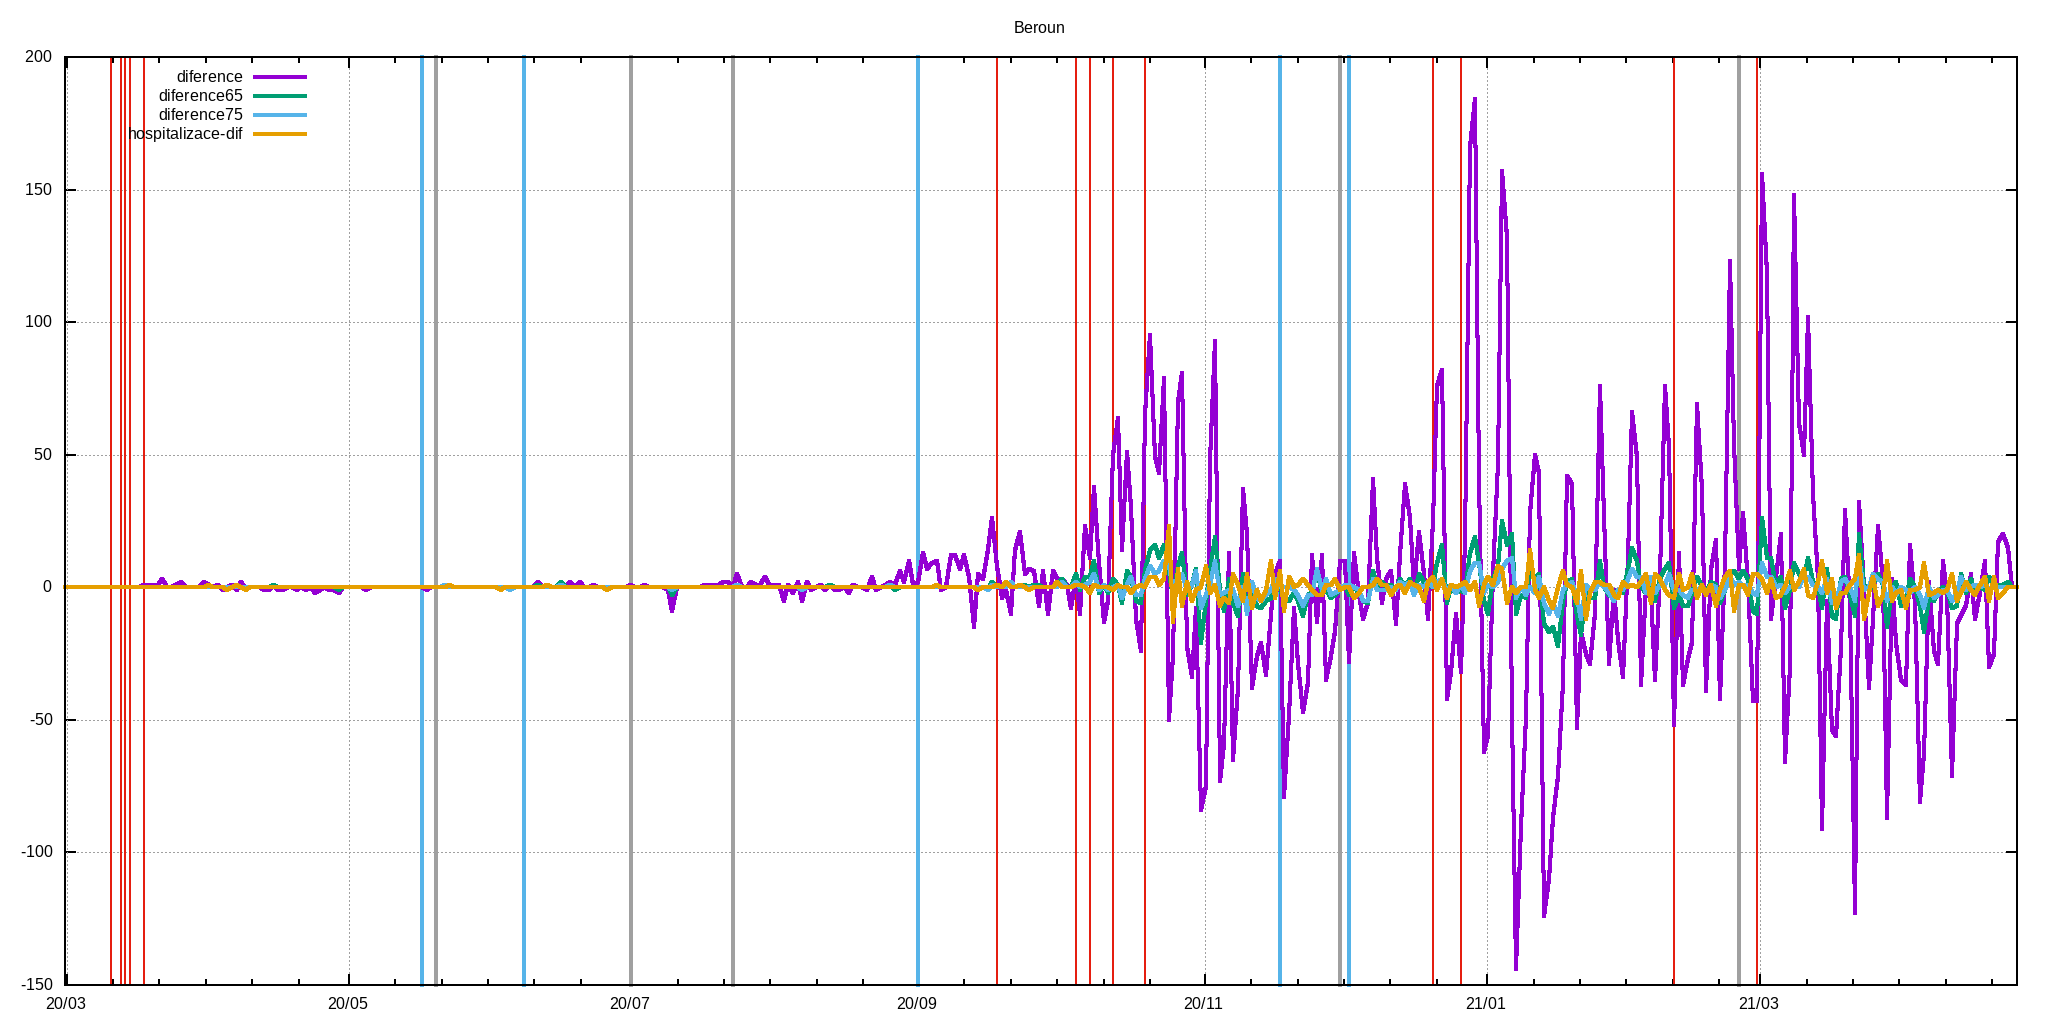 Beroun
200
diference
diference65
diference75
hospitalizace-dif
150
100
50
0
-50
-100
-150
20/03 20/05 20/07 20/09 20/11 21/01 21/03